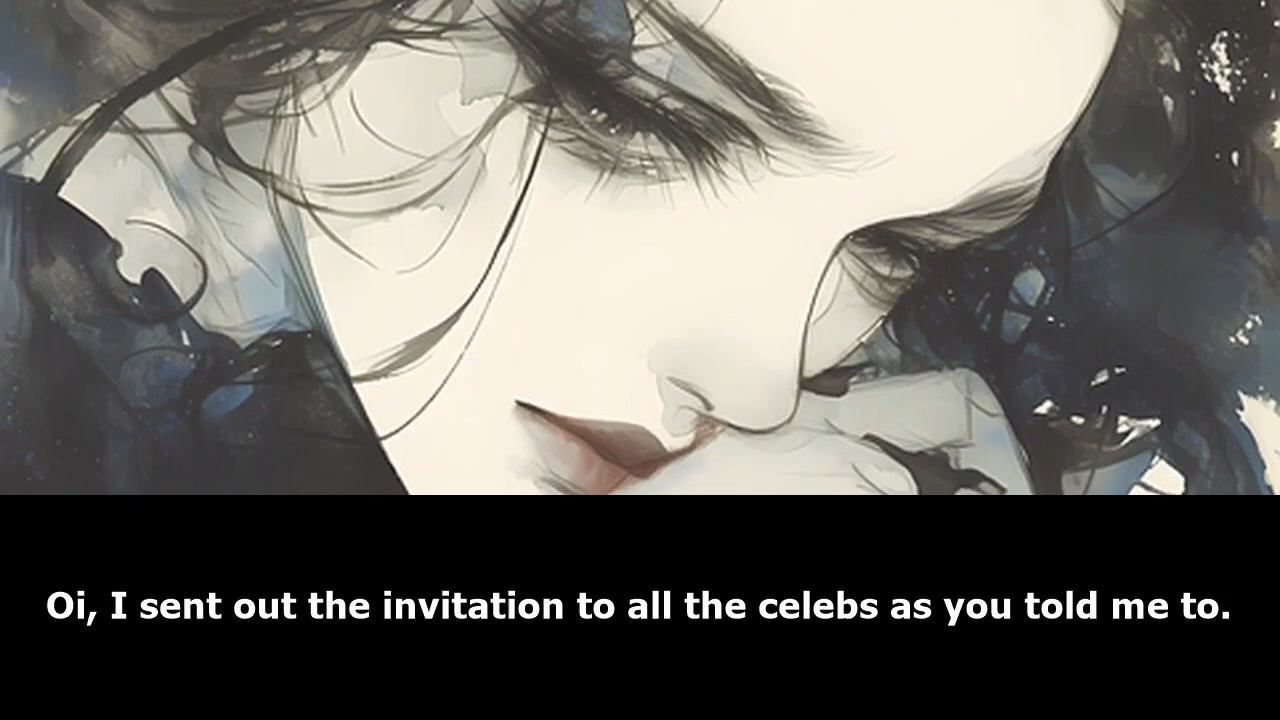 Oi, I sent out the invitation to all the celebs as you told me to.